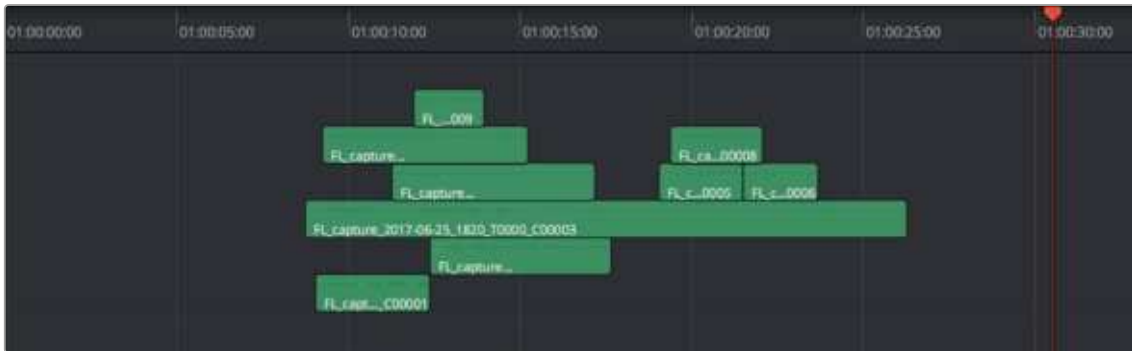 01:00:00:00 01:00:05:00 01:00:10:00 01:00:15:00 01:00:20:00 01:00:25:00 01:00:30:00
FL_...009
FL_capture... FL_ca...00008
FL_capture... FL_c...0005 FL_c...0006
FL_capture_2017-06-25_1820_T0000_C00003
FL_capture...
FL_capt..._C00001